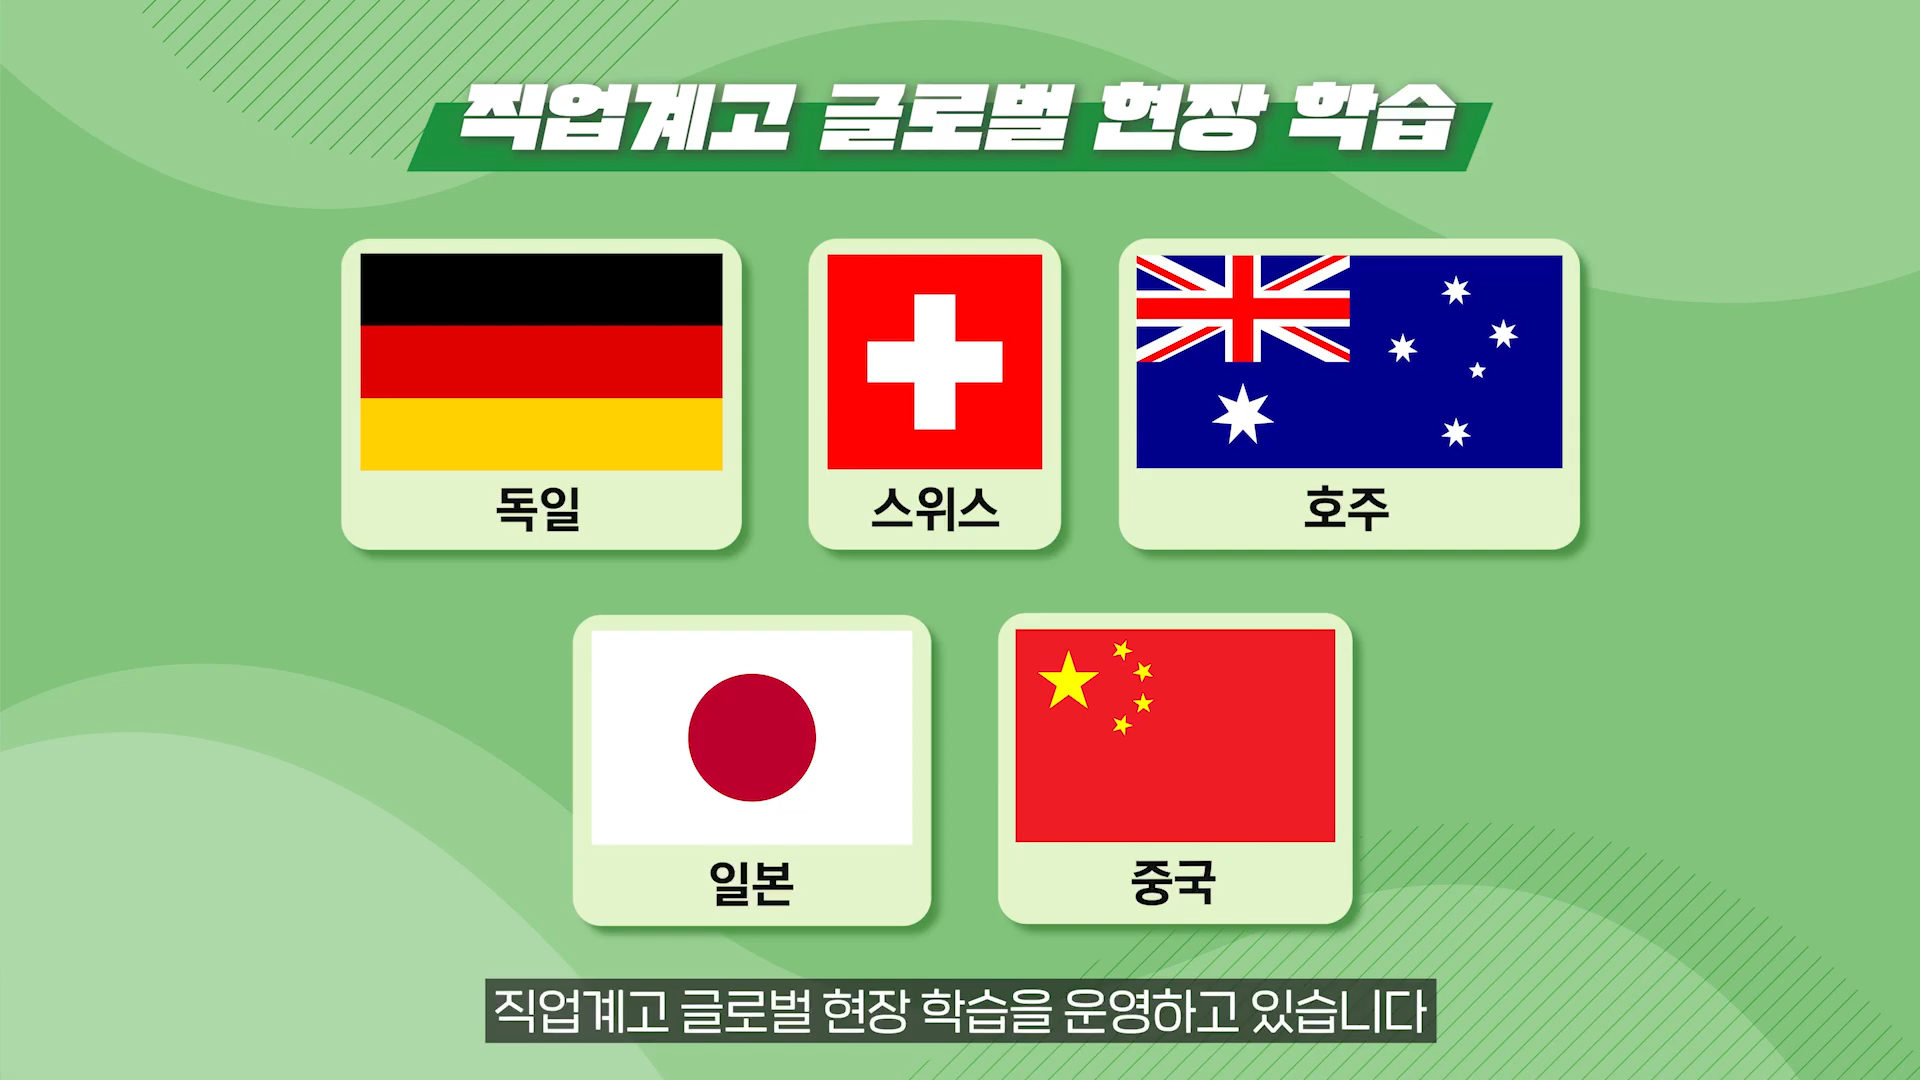 직업계고 글로벌 현장 학습
독일
스위스
호주
일본
중국
직업계고 글로벌 현장 학습을 운영하고 있습니다